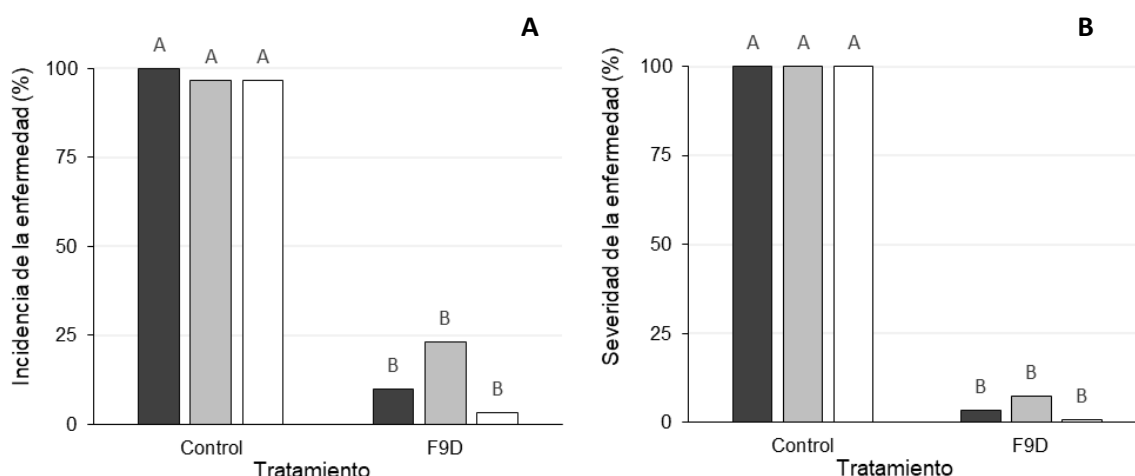 A
A A A
Incidencia de la enfermedad (%)
100
75
50
25
0
B B B
Control F9D
Tratamiento
B
A A A
Severidad de la enfermedad (%)
100
75
50
25
0
B B B
Control F9D
Tratamiento